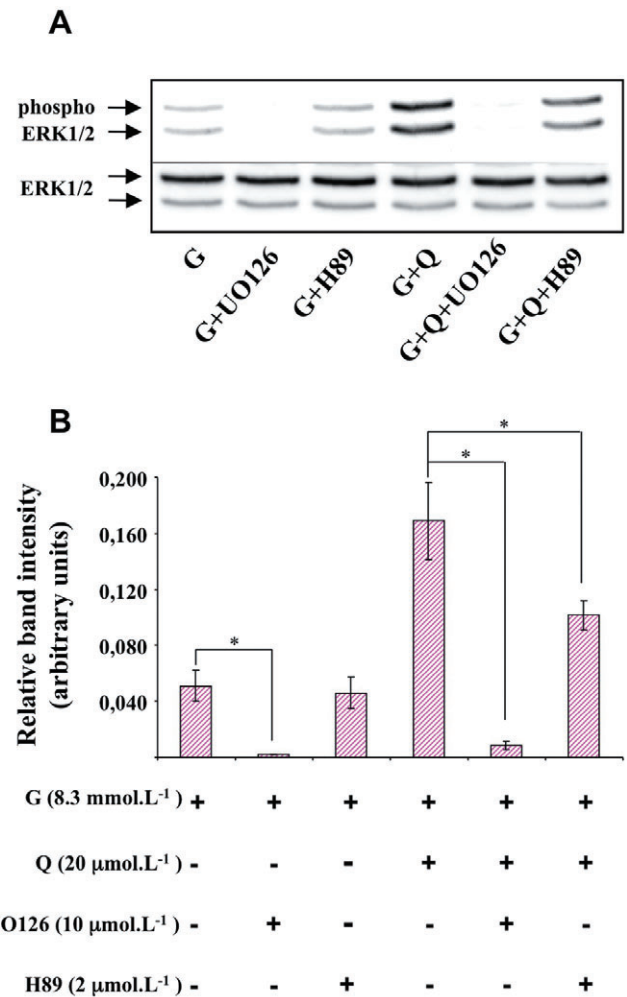 A
phospho
ERK1/2
ERK1/2
G
G+UO126
G+H89
G+Q
G+Q+UO126
G+Q+H89
B
* *
*
Relative band intensity
(arbitrary units)
0,200
0,160
0,120
0,080
0,040
G (8.3 mmol.L⁻¹) + + + + + +
Q (20 µmol.L⁻¹) - - - + + +
O126 (10 µmol.L⁻¹) - + - - + -
H89 (2 µmol.L⁻¹) - - + - - +